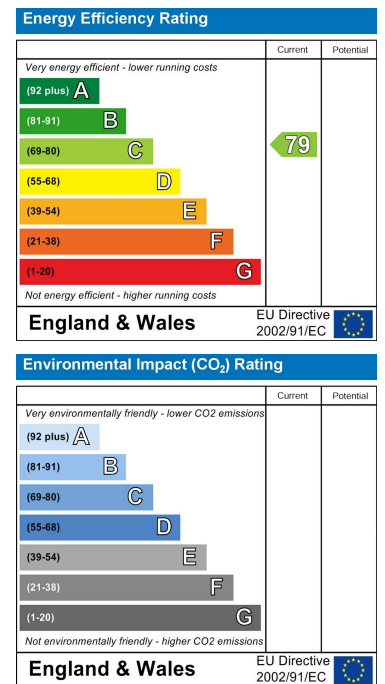 Energy Efficiency Rating
Current Potential
Very energy efficient - lower running costs
(92 plus) A
(81-91) B
(69-80) C
79
(55-68) D
(39-54) E
(21-38) F
(1-20) G
Not energy efficient - higher running costs
England & Wales
EU Directive
2002/91/EC
Environmental Impact (CO₂) Rating
Current Potential
Very environmentally friendly - lower CO2 emissions
(92 plus) A
(81-91) B
(69-80) C
(55-68) D
(39-54) E
(21-38) F
(1-20) G
Not environmentally friendly - higher CO2 emissions
England & Wales
EU Directive
2002/91/EC